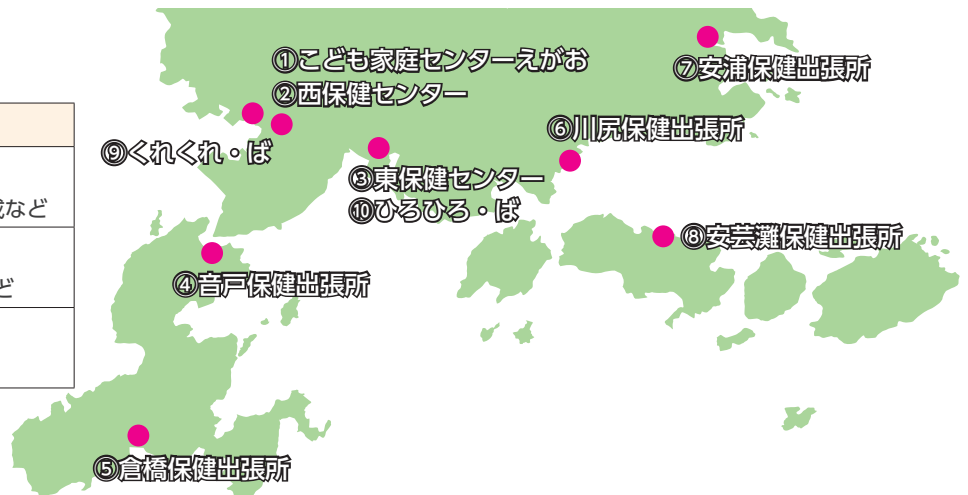 ①こども家庭センターえがお
②西保健センター
⑦安浦保健出張所
⑥川尻保健出張所
⑨くれくれ・ば
③東保健センター
⑩ひろひろ・ば
など
⑧安芸灘保健出張所
④音戸保健出張所
ど
⑤倉橋保健出張所